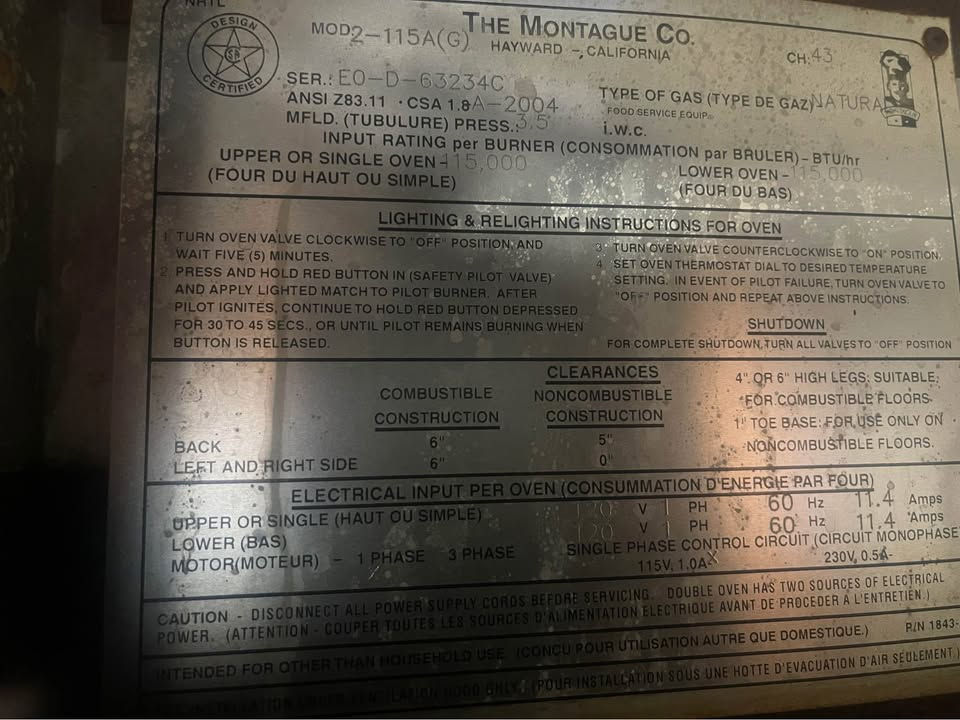 NRTL
DESIGN
CERTIFIED
THE MONTAGUE CO.
HAYWARD -, CALIFORNIA
MOD2-115A(G)
CH:43
SER.: EO-D-63234C
ANSI Z83.11 · CSA 1.8A-2004
TYPE OF GAS (TYPE DE GAZ)NATURA
FOOD SERVICE EQUIP.
MFLD. (TUBULURE) PRESS.:3.5
i.w.c.
INPUT RATING per BURNER (CONSOMMATION par BRULER) - BTU/hr
UPPER OR SINGLE OVEN-115,000
(FOUR DU HAUT OU SIMPLE)
LOWER OVEN-115,000
(FOUR DU BAS)
LIGHTING & RELIGHTING INSTRUCTIONS FOR OVEN
1 TURN OVEN VALVE CLOCKWISE TO "OFF" POSITION, AND
WAIT FIVE (5) MINUTES.
2 PRESS AND HOLD RED BUTTON IN (SAFETY PILOT VALVE)
AND APPLY LIGHTED MATCH TO PILOT BURNER. AFTER
PILOT IGNITES, CONTINUE TO HOLD RED BUTTON DEPRESSED
FOR 30 TO 45 SECS., OR UNTIL PILOT REMAINS BURNING WHEN
BUTTON IS RELEASED.
3 TURN OVEN VALVE COUNTERCLOCKWISE TO "ON" POSITION,
4 SET OVEN THERMOSTAT DIAL TO DESIRED TEMPERATURE
SETTING. IN EVENT OF PILOT FAILURE, TURN OVEN VALVE TO
"OFF" POSITION AND REPEAT ABOVE INSTRUCTIONS.
SHUTDOWN
FOR COMPLETE SHUTDOWN, TURN ALL VALVES TO "OFF" POSITION
CLEARANCES
COMBUSTIBLE NONCOMBUSTIBLE
CONSTRUCTION CONSTRUCTION
BACK 6" 5"
LEFT AND RIGHT SIDE 6" 0"
4" OR 6" HIGH LEGS: SUITABLE
FOR COMBUSTIBLE FLOORS.
1" TOE BASE: FOR USE ONLY ON
NONCOMBUSTIBLE FLOORS.
ELECTRICAL INPUT PER OVEN (CONSUMMATION D'ENERGIE PAR FOUR)
UPPER OR SINGLE (HAUT OU SIMPLE) 120 V 1 PH 60 Hz 11.4 Amps
LOWER (BAS) 120 V 1 PH 60 Hz 11.4 Amps
MOTOR(MOTEUR) - 1 PHASE 3 PHASE
SINGLE PHASE CONTROL CIRCUIT (CIRCUIT MONOPHASE
115V, 1.0A 230V, 0.5A
CAUTION - DISCONNECT ALL POWER SUPPLY CORDS BEFORE SERVICING. DOUBLE OVEN HAS TWO SOURCES OF ELECTRICAL
POWER. (ATTENTION - COUPER TOUTES LES SOURCES D'ALIMENTATION ELECTRIQUE AVANT DE PROCEDER À L'ENTRETIEN.)
P/N 1843-
INTENDED FOR OTHER THAN HOUSEHOLD USE. (CONCU POUR UTILISATION AUTRE QUE DOMESTIQUE.)
INSTALLATION UNDER VENTILATION HOOD ONLY. (POUR INSTALLATION SOUS UNE HOTTE D'EVACUATION D'AIR SEULEMENT.)